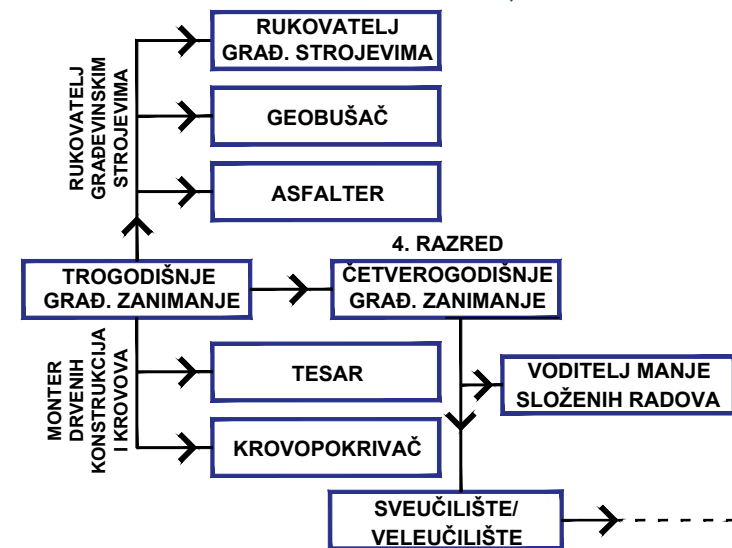 RUKOVATELJ
GRAĐ. STROJEVIMA
RUKOVATELJ
GRAĐEVINSKIM
STROJEVIMA
GEOBUŠAČ
ASFALTER
4. RAZRED
TROGODIŠNJE
GRAĐ. ZANIMANJE
ČETVEROGODIŠNJE
GRAĐ. ZANIMANJE
MONTER
DRVENIH
KONSTRUKCIJA
I KROVOVA
TESAR
VODITELJ MANJE
SLOŽENIH RADOVA
KROVOPOKRIVAČ
SVEUČILIŠTE/
VELEUČILIŠTE